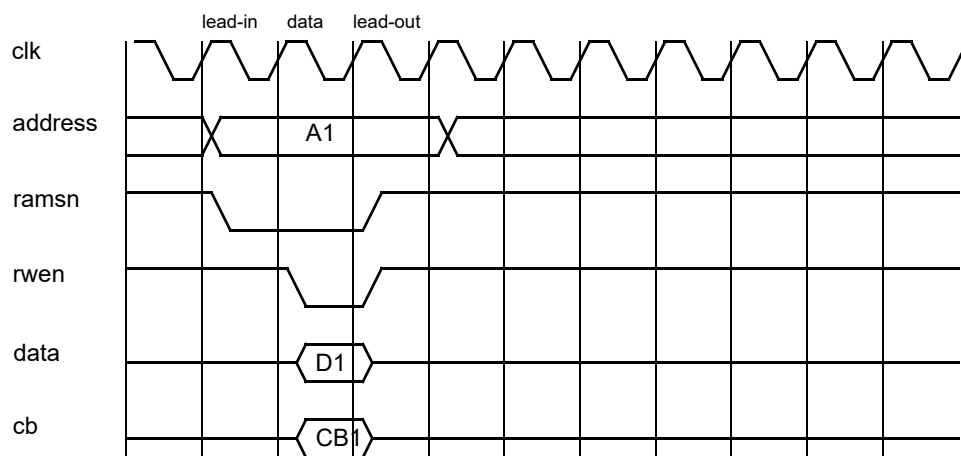 lead-in data lead-out
clk
address A1
ramsn
rwen
data D1
cb CB1